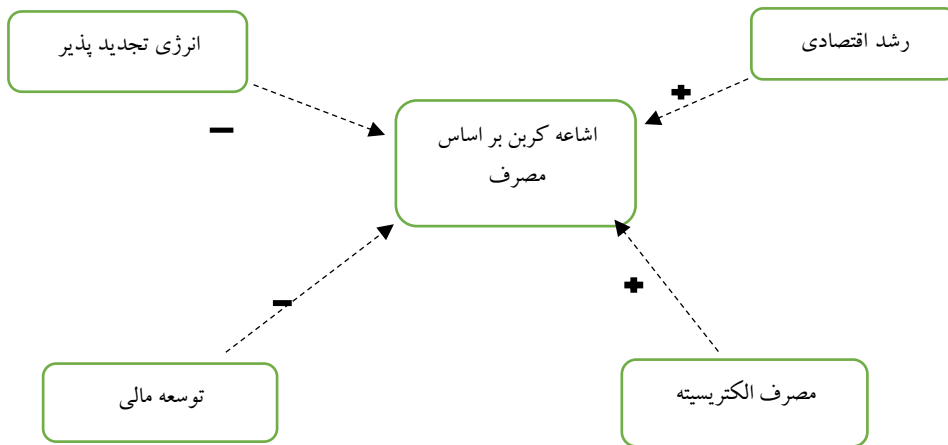 رشد اقتصادی
+
انرژی تجدید پذیر
−
اشاعه کربن بر اساس
مصرف
−
+
مصرف الکتریسیته
توسعه مالی